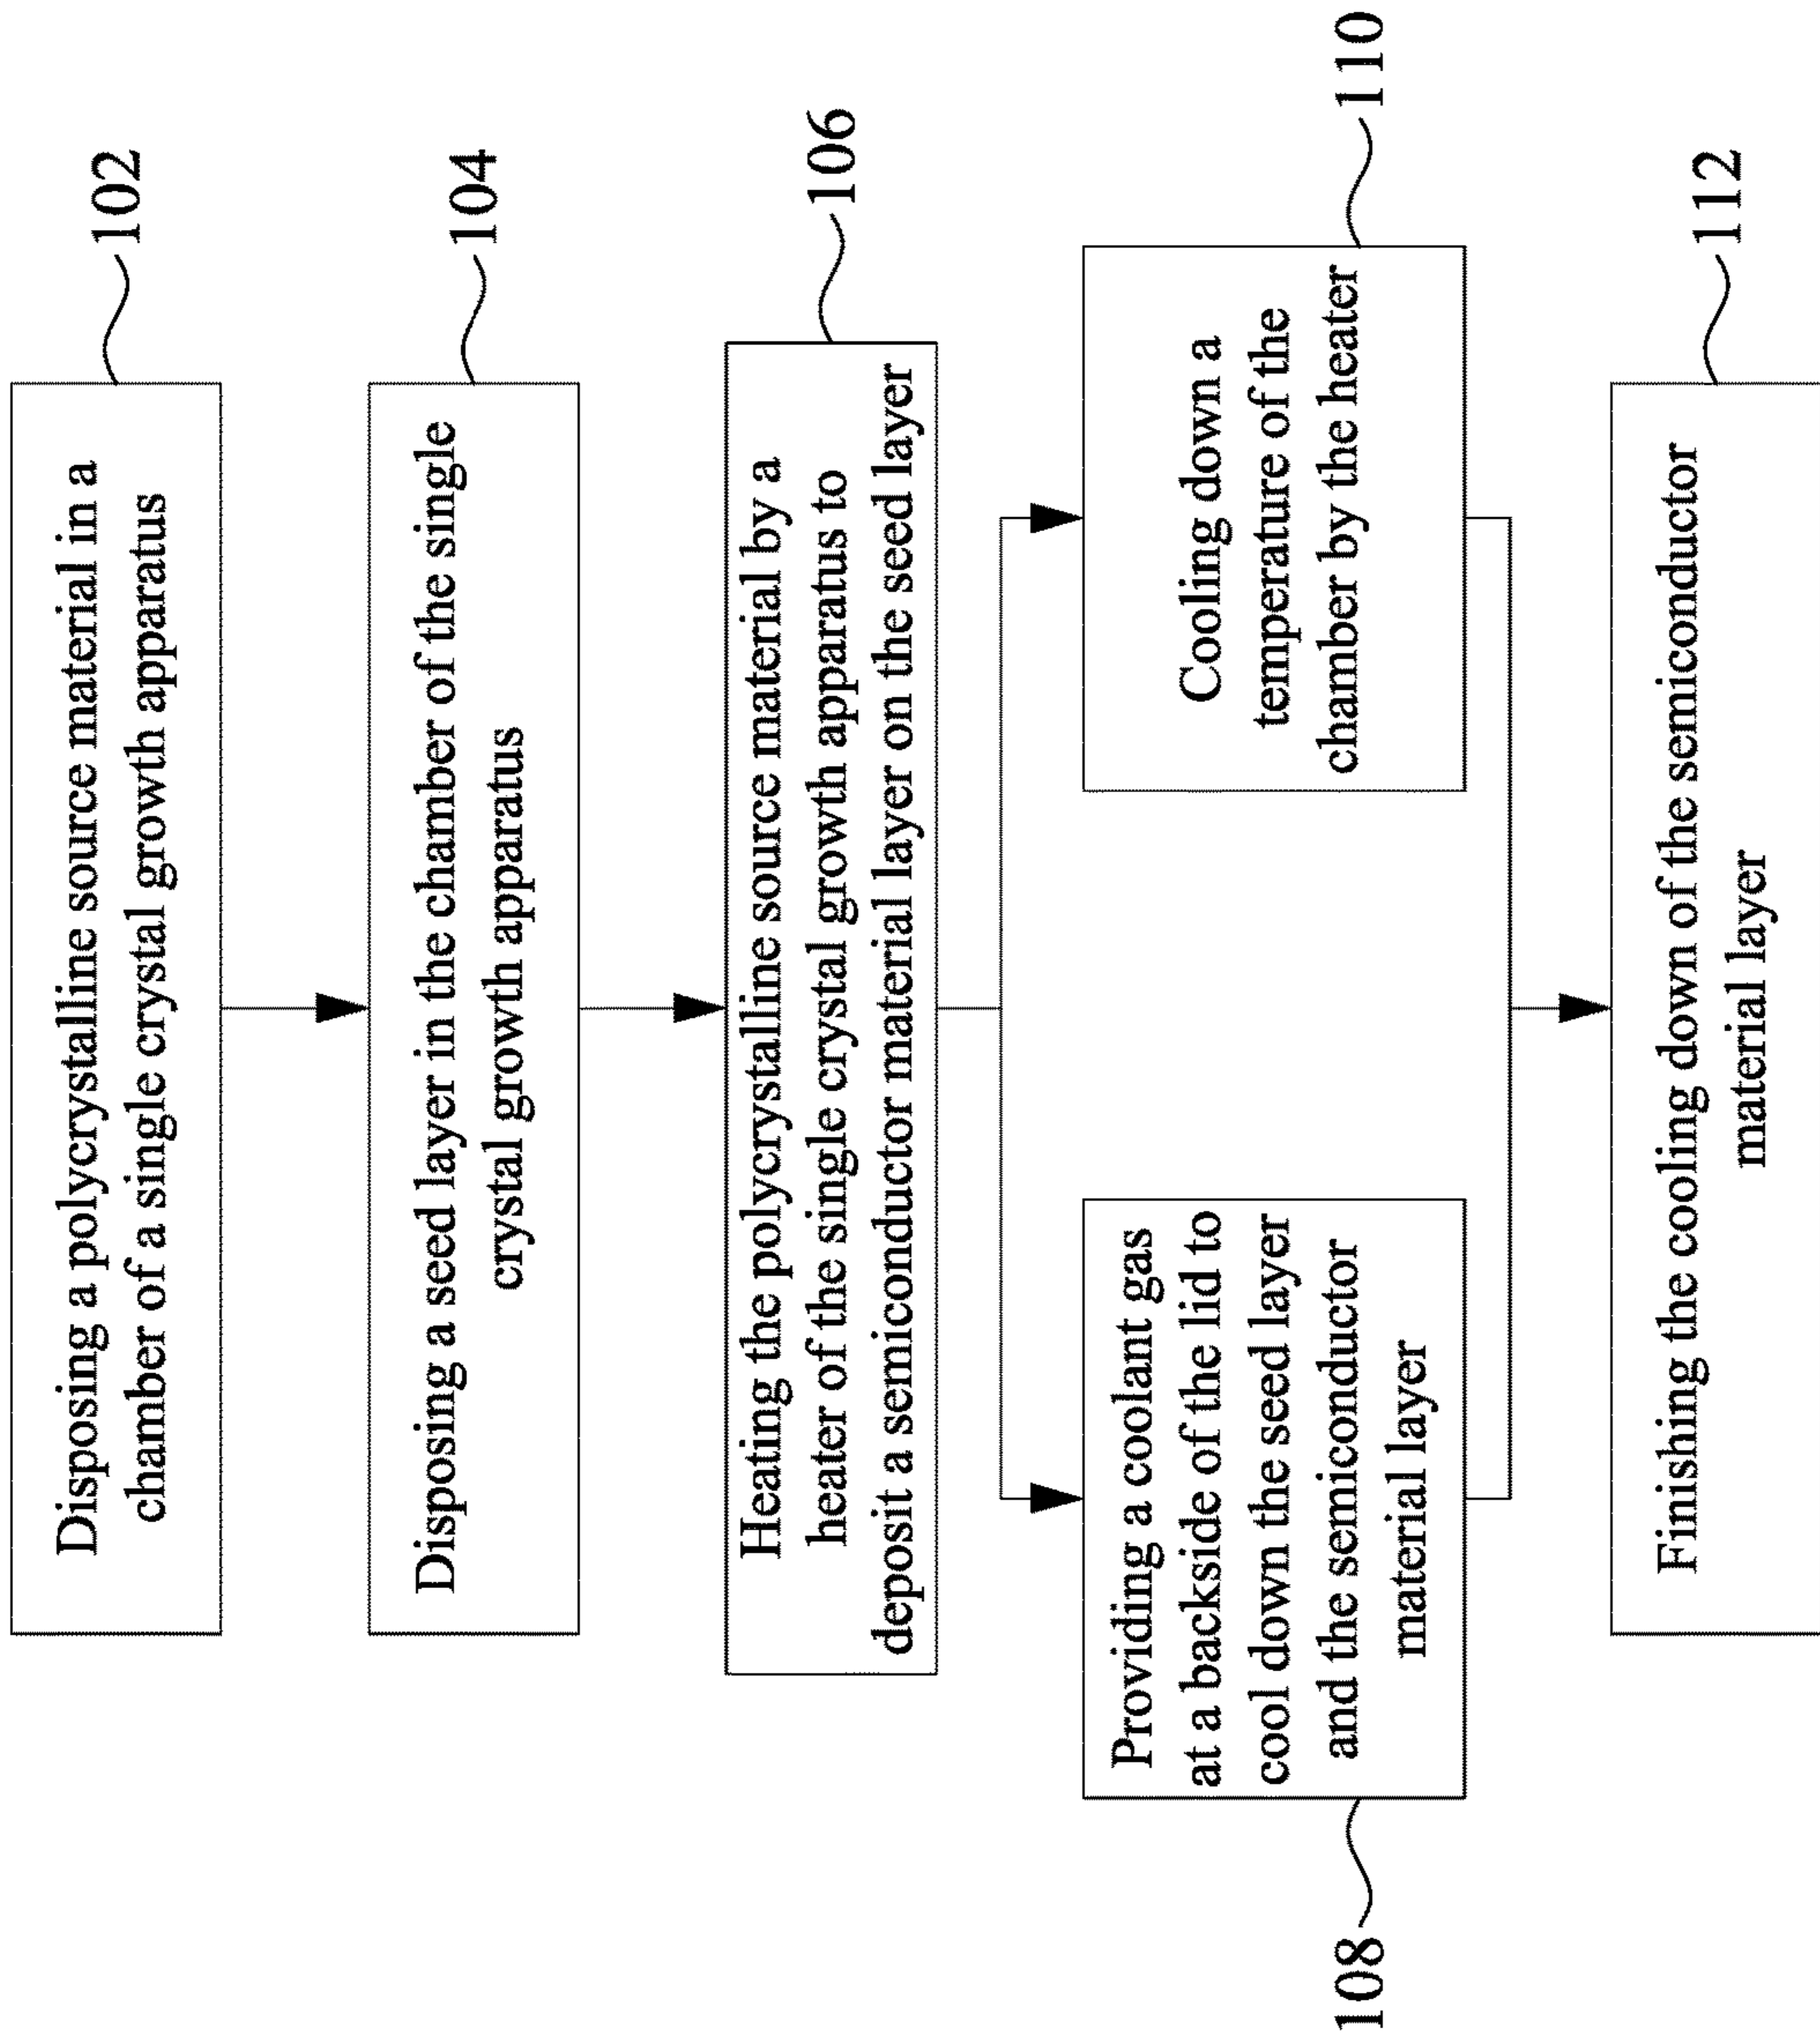 Disposing a polycrystalline source material in a
chamber of a single crystal growth apparatus
102
Disposing a seed layer in the chamber of the single
crystal growth apparatus
104
Heating the polycrystalline source material by a
heater of the single crystal growth apparatus to
deposit a semiconductor material layer on the seed layer
106
108
Providing a coolant gas
at a backside of the lid to
cool down the seed layer
and the semiconductor
material layer
Cooling down a
temperature of the
chamber by the heater
110
Finishing the cooling down of the semiconductor
material layer
112